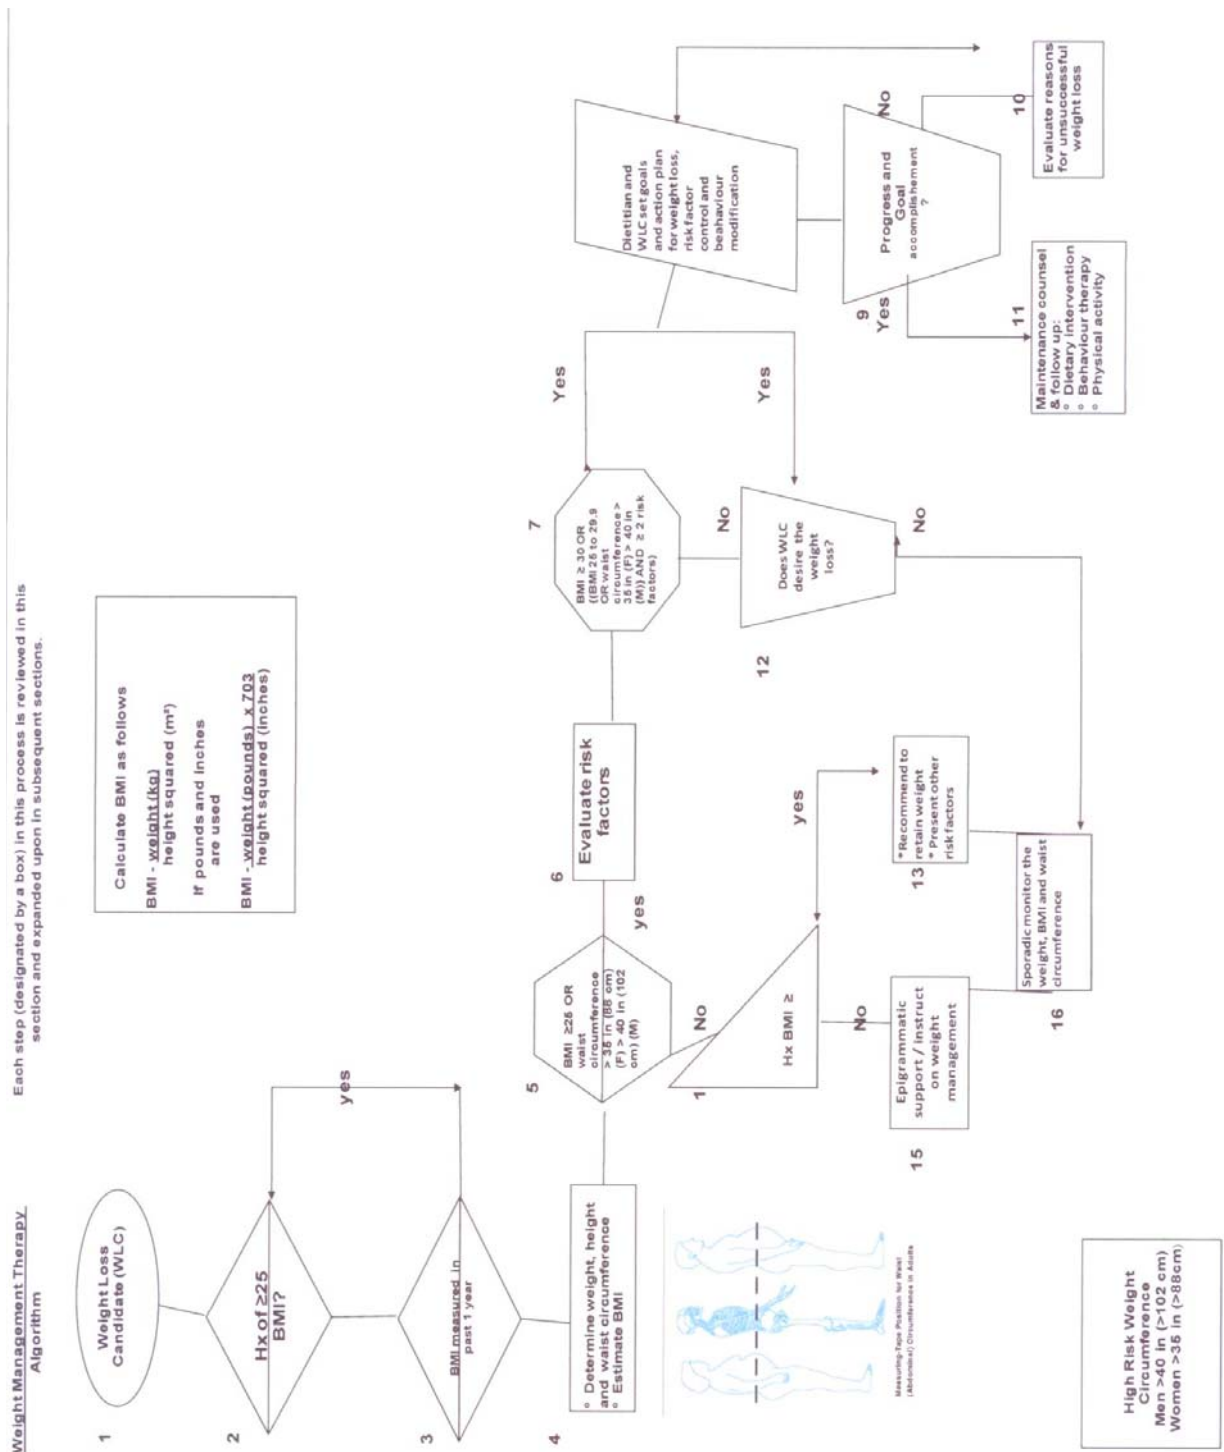 Weight Management Therapy
Algorithm
Each step (designated by a box) in this process is reviewed in this
section and expanded upon in subsequent sections.
1
Weight Loss
Candidate (WLC)
2
Hx of ≥25
BMI?
yes
3
BMI measured in
past 1 year
4
° Determine weight, height
and waist circumference
° Estimate BMI
Calculate BMI as follows
BMI - weight (kg)
height squared (m²)
If pounds and inches
are used
BMI - weight (pounds) x 703
height squared (inches)
5
BMI ≥25 OR
waist
circumference
> 35 in (88 cm)
(F) > 40 in (102
cm) (M)
yes
No
6
Evaluate risk
factors
7
BMI ≥ 30 OR
((BMI 25 to 29.9
OR waist
circumference >
35 in (F) > 40 in
(M)) AND ≥ 2 risk
factors)
Yes
Yes
No
Dietitian and
WLC set goals
and action plan
for weight loss,
risk factor
control and
beahaviour
modification
9
Yes
Progress and
Goal
accomplishement
?
No
10
Evaluate reasons
for unsuccessful
weight loss
11
Maintenance counsel
& follow up:
° Dietary intervention
° Behaviour therapy
° Physical activity
12
Does WLC
desire the
weight
loss?
No
1
Hx BMI ≥
yes
No
13
* Recommend to
retain weight
* Present other
risk factors
15
Epigrammatic
support / instruct
on weight
management
16
Sporadic monitor the
weight, BMI and waist
circumference
Measuring-Tape Position for Waist
(Abdominal) Circumference in Adults
High Risk Weight
Circumference
Men >40 in (>102 cm)
Women >35 in (>88cm)